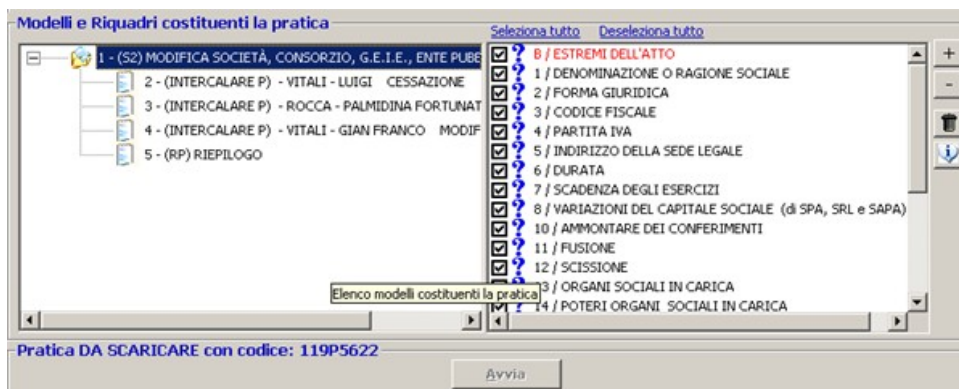 Modelli e Riquadri costituenti la pratica
Seleziona tutto Deseleziona tutto
1 - (S2) MODIFICA SOCIETÀ, CONSORZIO, G.E.I.E., ENTE PUBB
2 - (INTERCALARE P) - VITALI - LUIGI CESSAZIONE
3 - (INTERCALARE P) - ROCCA - PALMIDINA FORTUNAT
4 - (INTERCALARE P) - VITALI - GIAN FRANCO MODIF
5 - (RP) RIEPILOGO
B / ESTREMI DELL'ATTO
1 / DENOMINAZIONE O RAGIONE SOCIALE
2 / FORMA GIURIDICA
3 / CODICE FISCALE
4 / PARTITA IVA
5 / INDIRIZZO DELLA SEDE LEGALE
6 / DURATA
7 / SCADENZA DEGLI ESERCIZI
8 / VARIAZIONI DEL CAPITALE SOCIALE (di SPA, SRL e SAPA)
10 / AMMONTARE DEI CONFERIMENTI
11 / FUSIONE
12 / SCISSIONE
13 / ORGANI SOCIALI IN CARICA
14 / POTERI ORGANI SOCIALI IN CARICA
Elenco modelli costituenti la pratica
Pratica DA SCARICARE con codice: 119P5622
Avvia